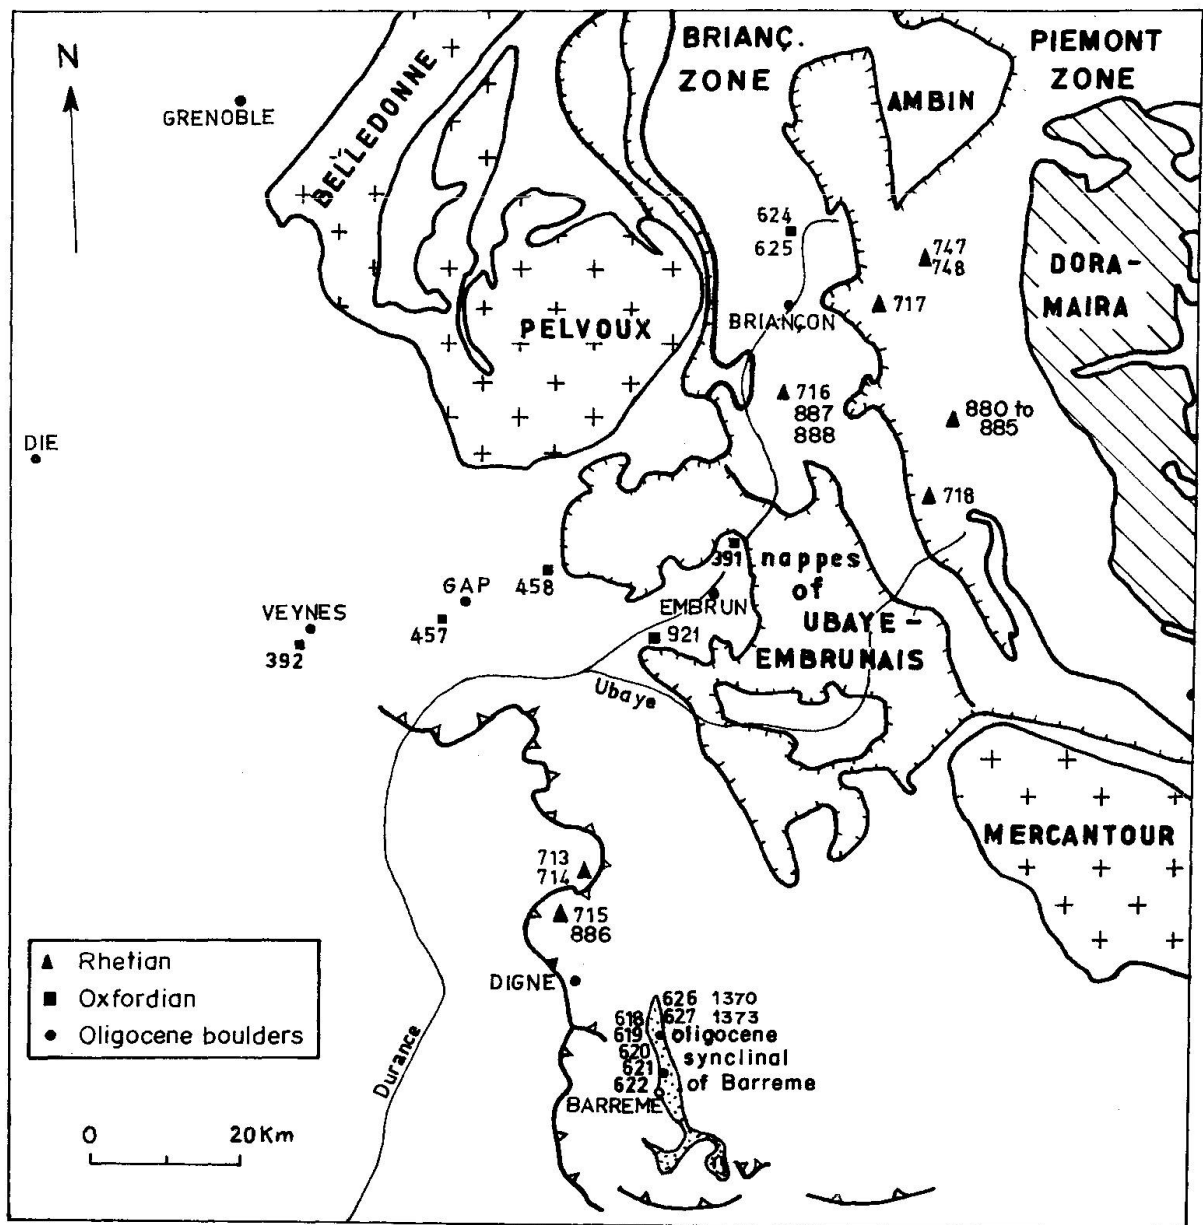 N
GRENOBLE
BELLEDONNE
BRIANÇ.
ZONE
AMBIN
PIEMONT
ZONE
624
625
747
748
DORA-
MAIRA
717
BRIANÇON
PELVOUX
716
887
888
880 to
885
DIE
718
391
nappes
of
UBAYE-
EMBRUNAIS
458
GAP
EMBRUN
VEYNES
457
921
392
Ubaye
MERCANTOUR
713
714
715
886
Rhetian
Oxfordian
Oligocene boulders
DIGNE
626 1370
618 627 1373
619 oligocene
620 synclinal
621 of Barreme
622
BARREME
Durance
0 20 Km